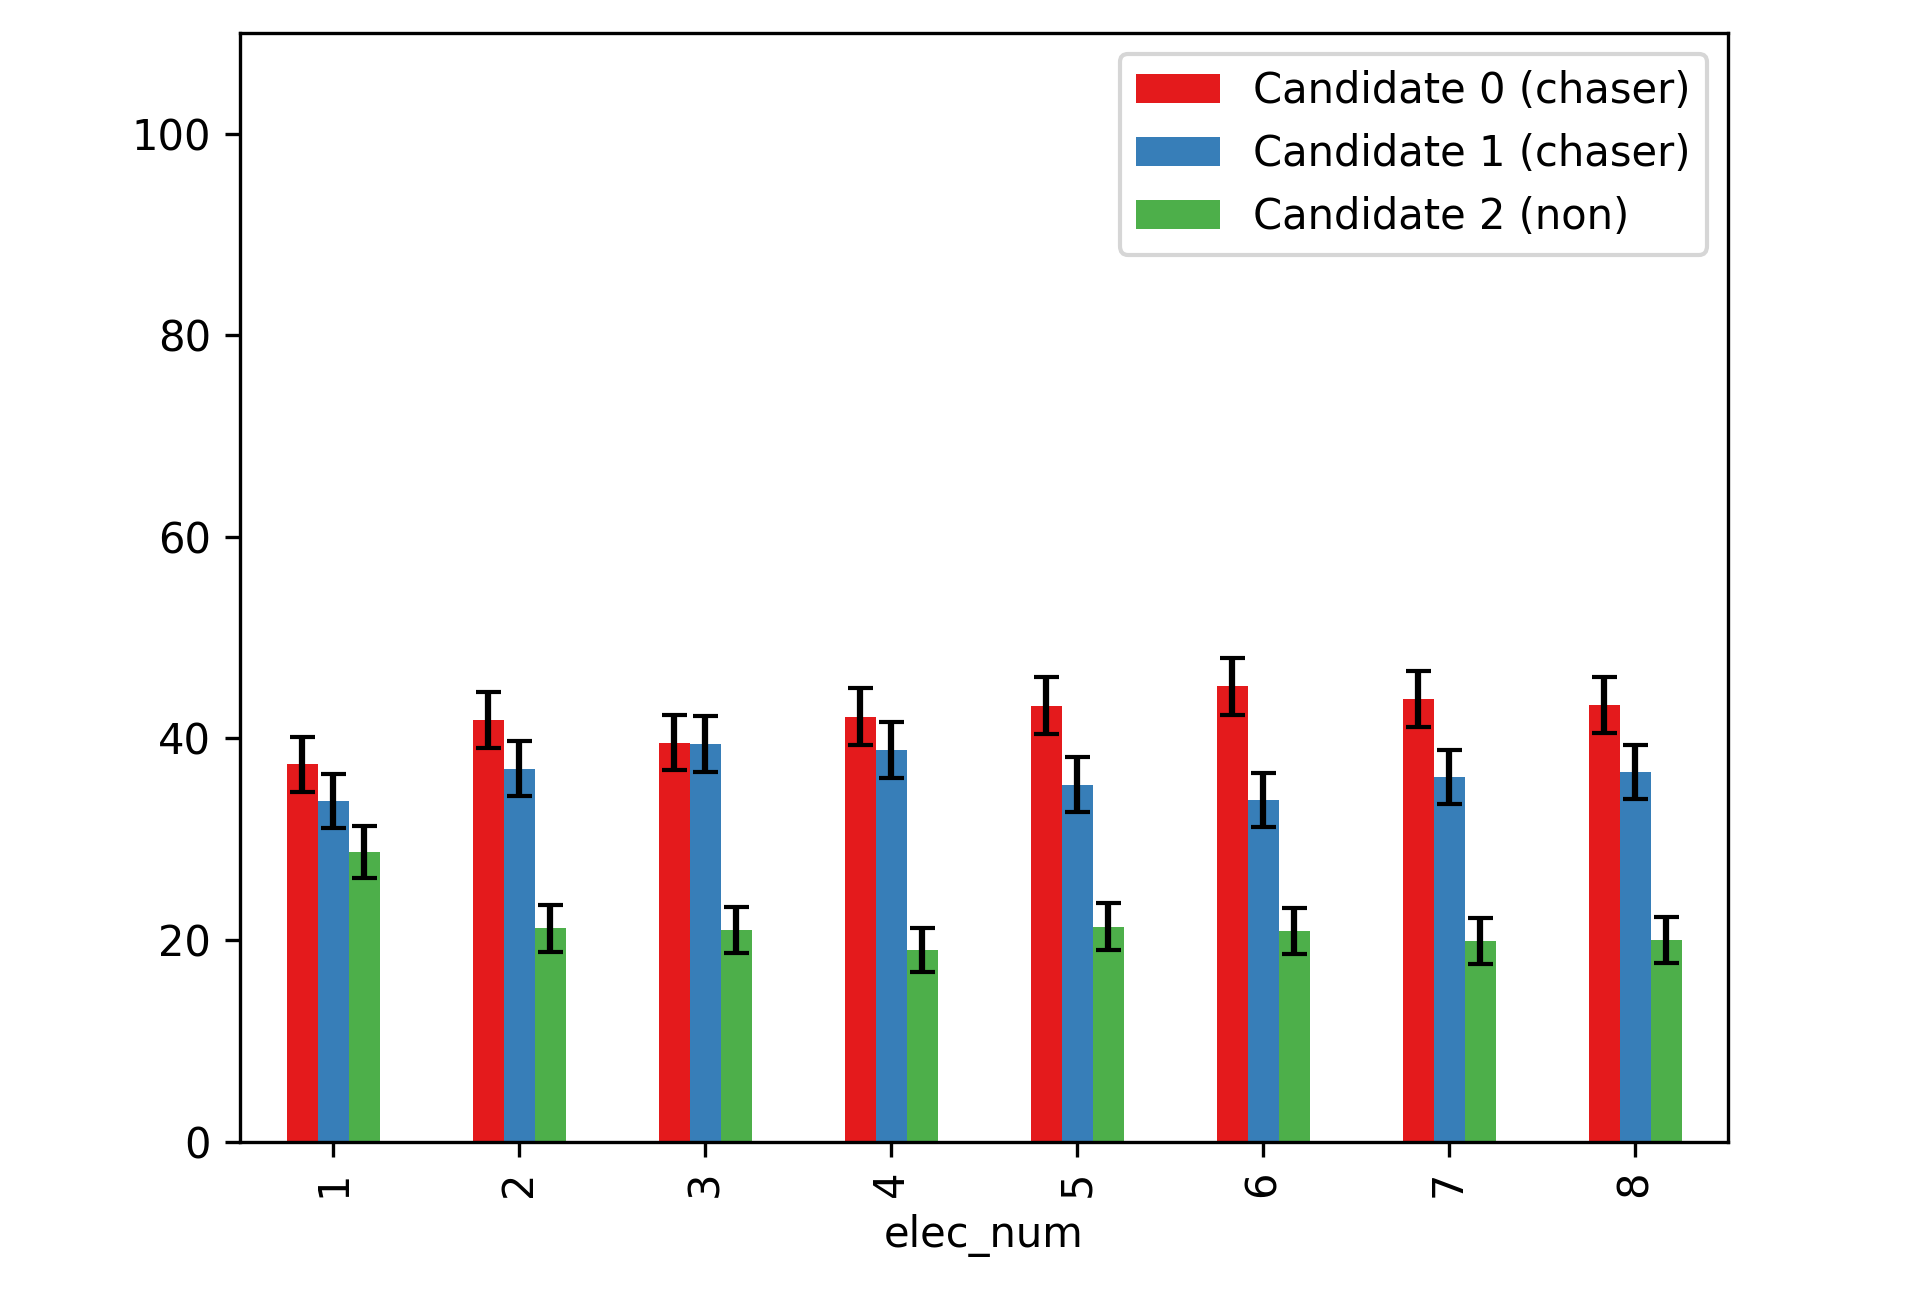 Candidate 0 (chaser)
Candidate 1 (chaser)
Candidate 2 (non)
100
80
60
40
20
0
1 2 3 4 5 6 7 8
elec_num